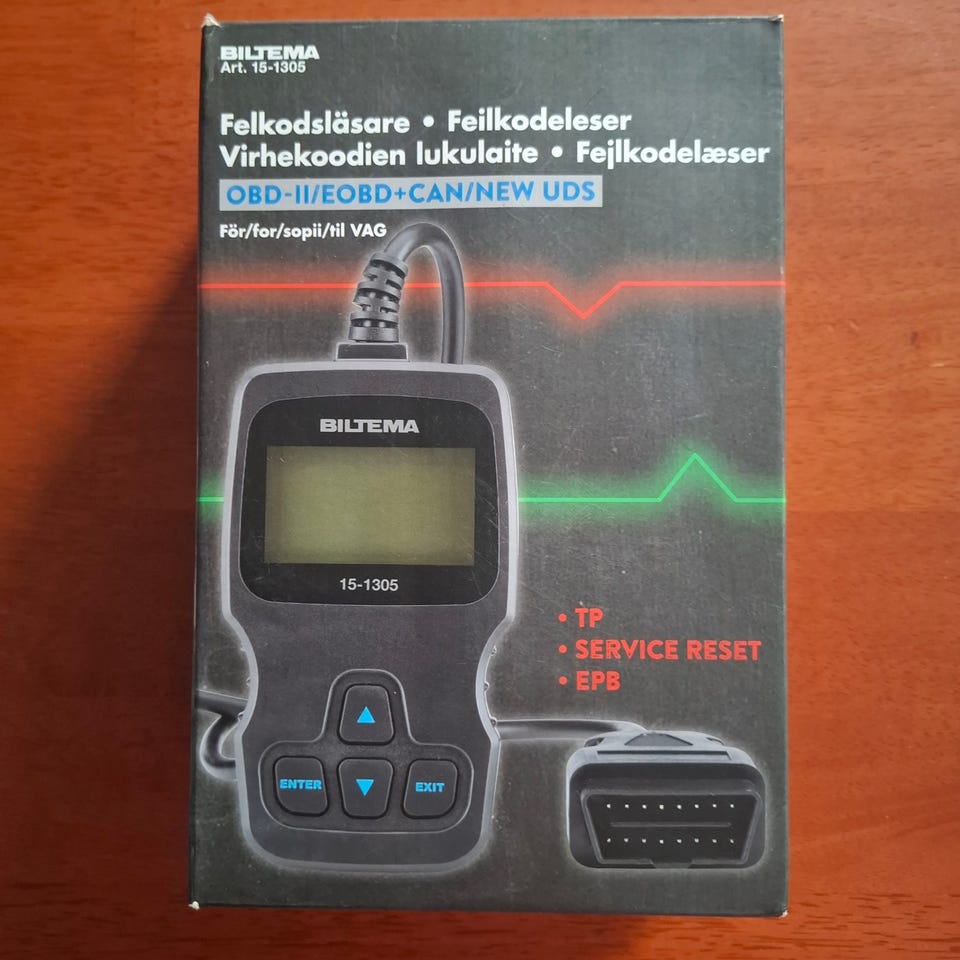 BILTEMA
Art. 15-1305
Felkodsläsare • Feilkodeleser
Virhekoodien lukulaite • Fejlkodelæser
OBD-II/EOBD+CAN/NEW UDS
För/for/sopii/til VAG
BILTEMA
15-1305
• TP
• SERVICE RESET
• EPB
ENTER
EXIT